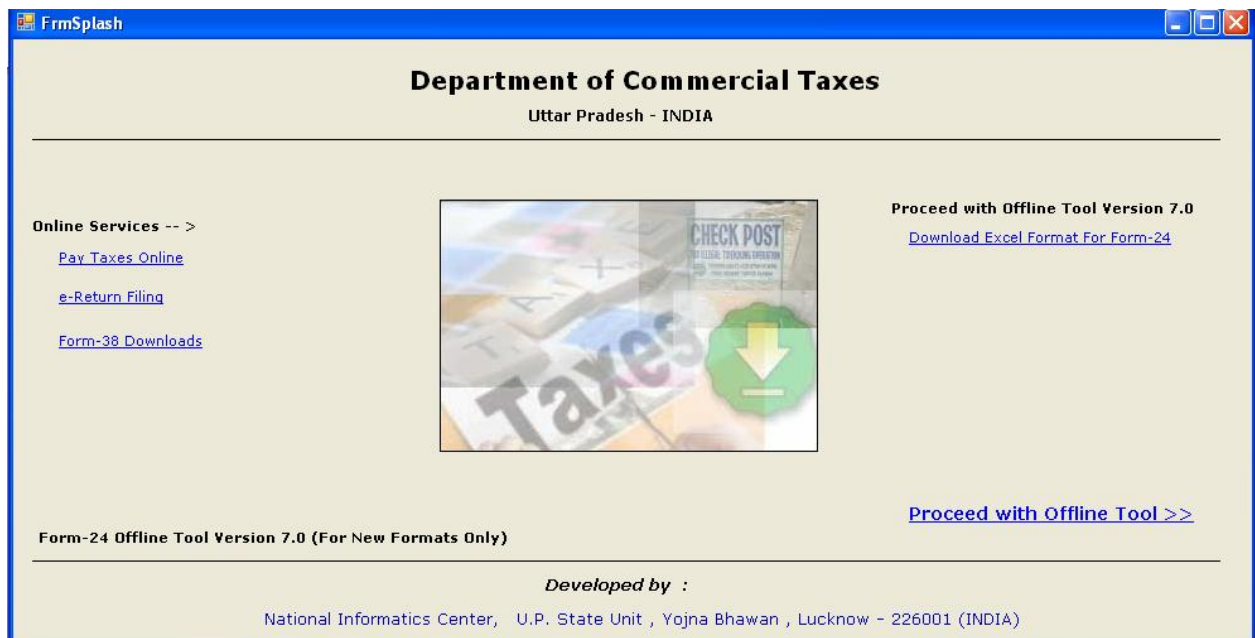 FrmSplash
Department of Commercial Taxes
Uttar Pradesh - INDIA
Online Services -- >
Pay Taxes Online
e-Return Filing
Form-38 Downloads
CHECK POST
Taxes
Proceed with Offline Tool Version 7.0
Download Excel Format For Form-24
Proceed with Offline Tool >>
Form-24 Offline Tool Version 7.0 (For New Formats Only)
Developed by :
National Informatics Center, U.P. State Unit , Yojna Bhawan , Lucknow - 226001 (INDIA)